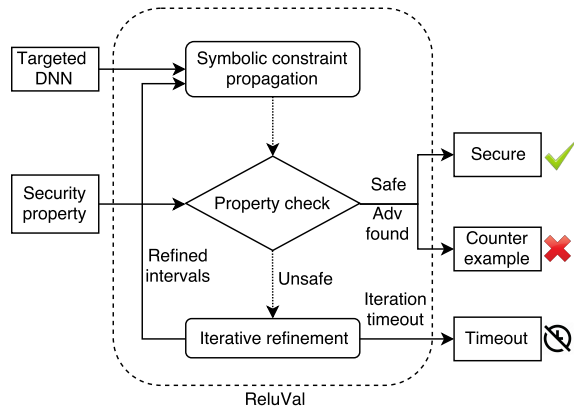 Targeted
DNN
Symbolic constraint
propagation
Security
property
Property check
Safe
Adv
found
Secure
Counter
example
Refined
intervals
Unsafe
Iteration
timeout
Iterative refinement
Timeout
ReluVal